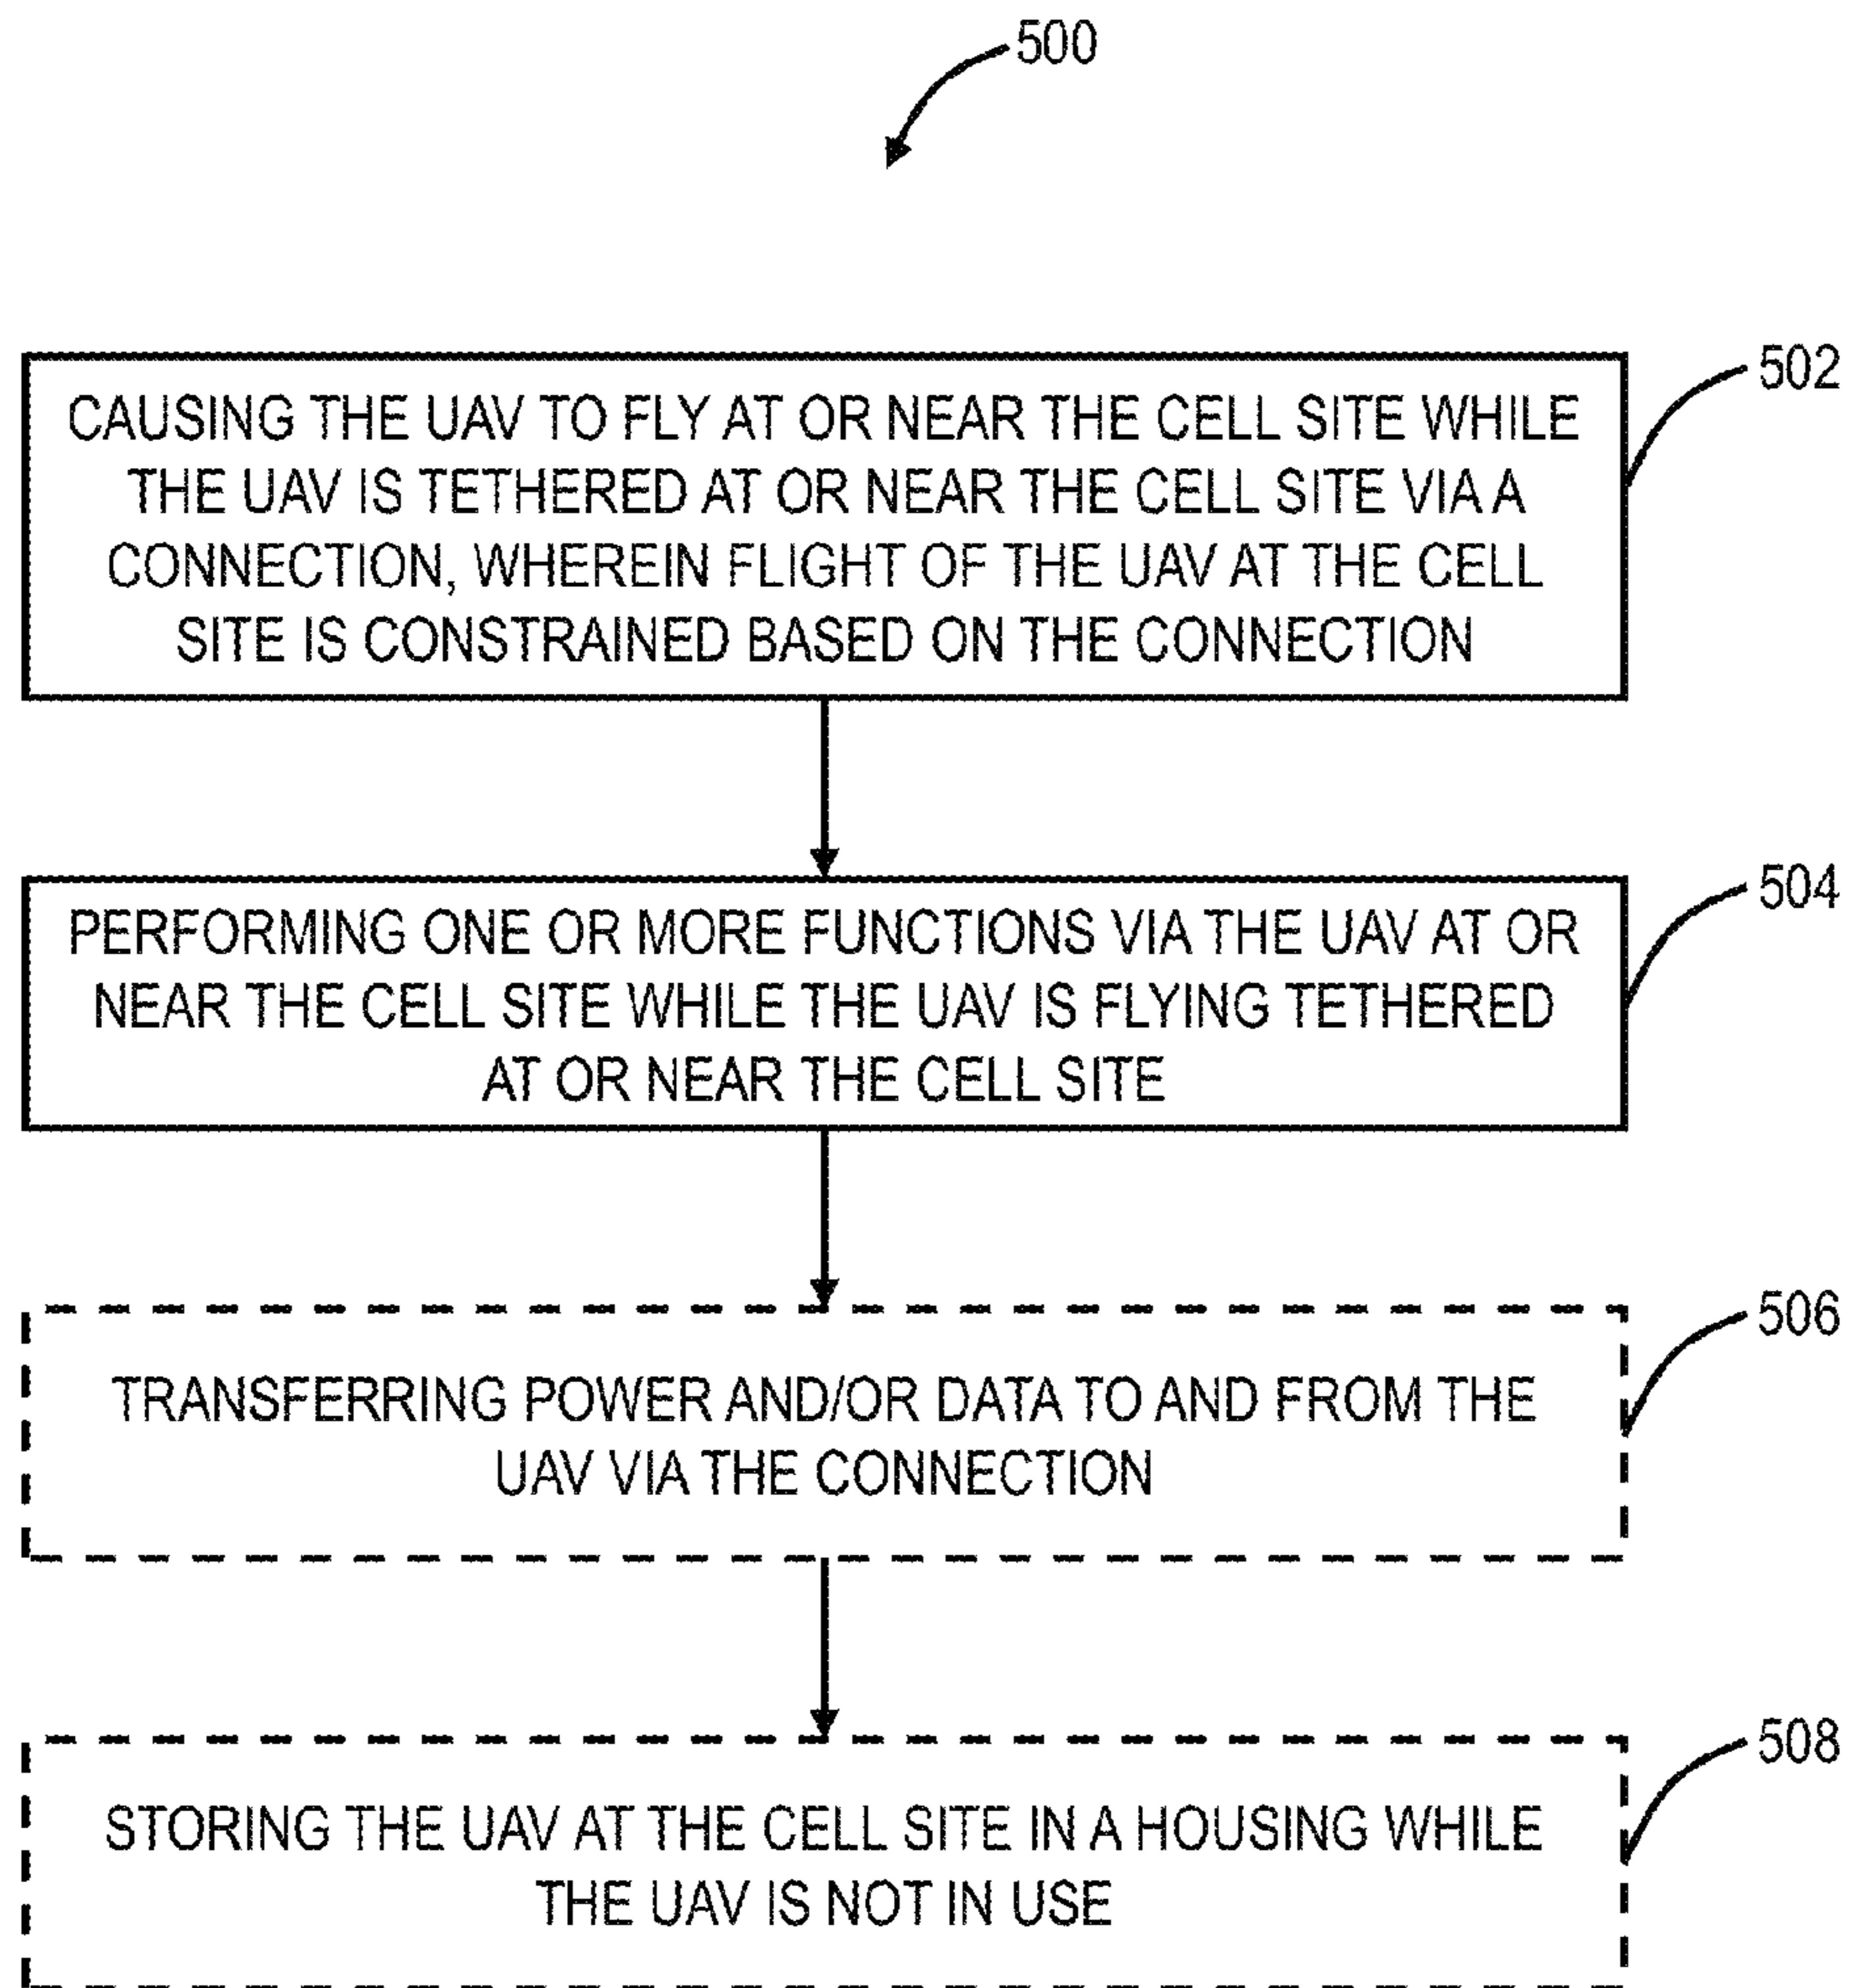 500
502
CAUSING THE UAV TO FLY AT OR NEAR THE CELL SITE WHILE
THE UAV IS TETHERED AT OR NEAR THE CELL SITE VIA A
CONNECTION, WHEREIN FLIGHT OF THE UAV AT THE CELL
SITE IS CONSTRAINED BASED ON THE CONNECTION
504
PERFORMING ONE OR MORE FUNCTIONS VIA THE UAV AT OR
NEAR THE CELL SITE WHILE THE UAV IS FLYING TETHERED
AT OR NEAR THE CELL SITE
506
TRANSFERRING POWER AND/OR DATA TO AND FROM THE
UAV VIA THE CONNECTION
508
STORING THE UAV AT THE CELL SITE IN A HOUSING WHILE
THE UAV IS NOT IN USE